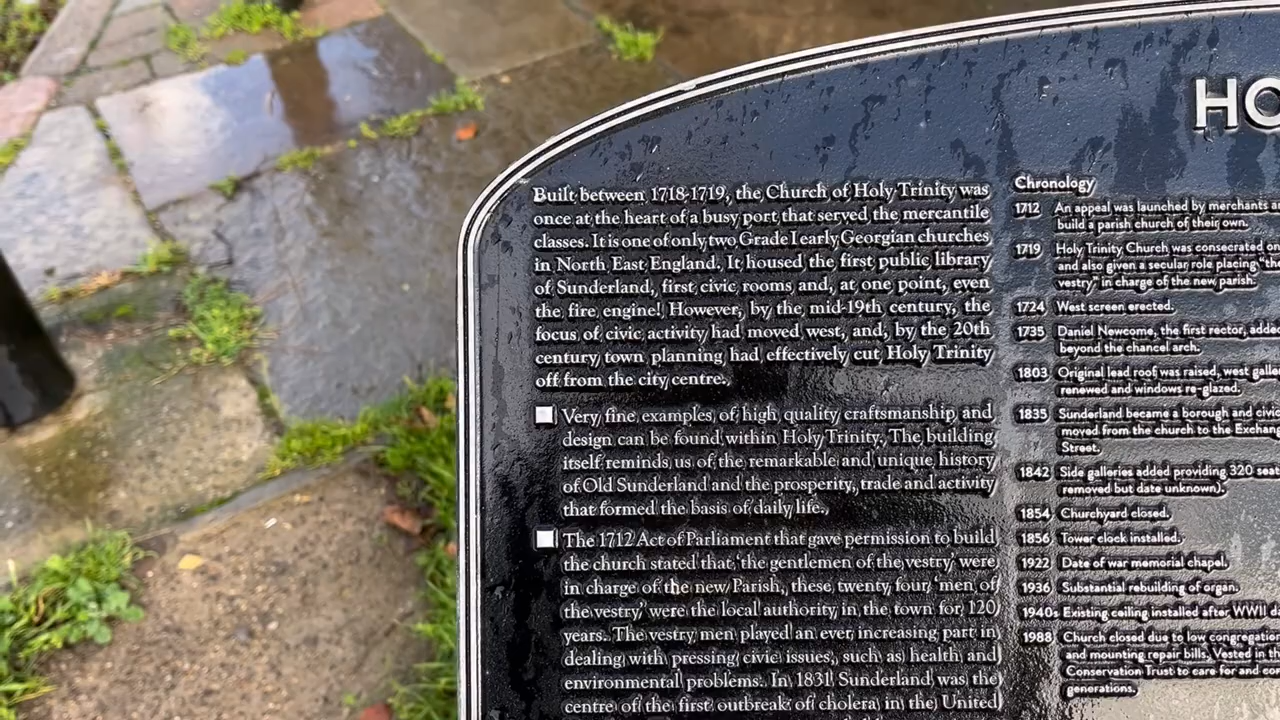 HO
Built between 1718-1719, the Church of Holy Trinity was
once at the heart of a busy port that served the mercantile
classes. It is one of only two Grade I early Georgian churches
in North East England. It housed the first public library
of Sunderland, first civic rooms and, at one point, even
the fire engine! However, by the mid-19th century, the
focus of civic activity had moved west, and, by the 20th
century town planning had effectively cut Holy Trinity
off from the city centre.
Very fine examples of high quality craftsmanship and
design can be found within Holy Trinity. The building
itself reminds us of the remarkable and unique history
of Old Sunderland and the prosperity, trade and activity
that formed the basis of daily life.
The 1712 Act of Parliament that gave permission to build
the church stated that 'the gentlemen of the vestry' were
in charge of the new Parish, these twenty four 'men of
the vestry' were the local authority in the town for 120
years. The vestry men played an ever increasing part in
dealing with pressing civic issues, such as health and
environmental problems. In 1831 Sunderland was the
centre of the first outbreak of cholera in the United
Chronology
1712 An appeal was launched by merchants
build a parish church of their own.
1719 Holy Trinity Church was consecrated on
and also given a secular role placing "the
vestry" in charge of the new parish.
1724 West screen erected.
1735 Daniel Newcome, the first rector, adde
beyond the chancel arch.
1803 Original lead roof was raised, west galle
renewed and windows re-glazed.
1835 Sunderland became a borough and civic
moved from the church to the Exchan
Street.
1842 Side galleries added providing 320 seat
removed but date unknown).
1854 Churchyard closed.
1856 Tower clock installed.
1922 Date of war memorial chapel.
1936 Substantial rebuilding of organ.
1940s Existing ceiling installed after WWII da
1988 Church closed due to low congregation
and mounting repair bills. Vested in th
Conservation Trust to care for and con
generations.